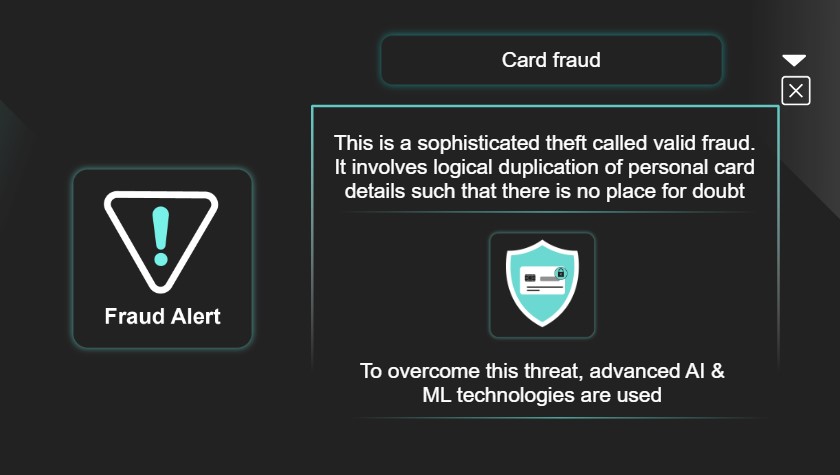 Card fraud
This is a sophisticated theft called valid fraud.
It involves logical duplication of personal card
details such that there is no place for doubt
Fraud Alert
To overcome this threat, advanced AI &
ML technologies are used